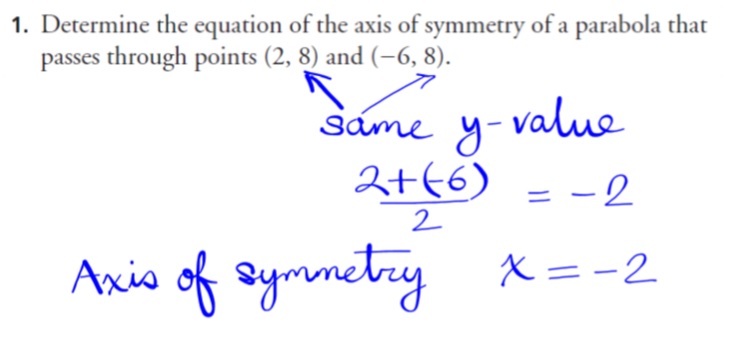 1. Determine the equation of the axis of symmetry of a parabola that
passes through points (2, 8) and (−6, 8).
same y-value
2+(-6)
2
= -2
Axis of symmetry x = -2